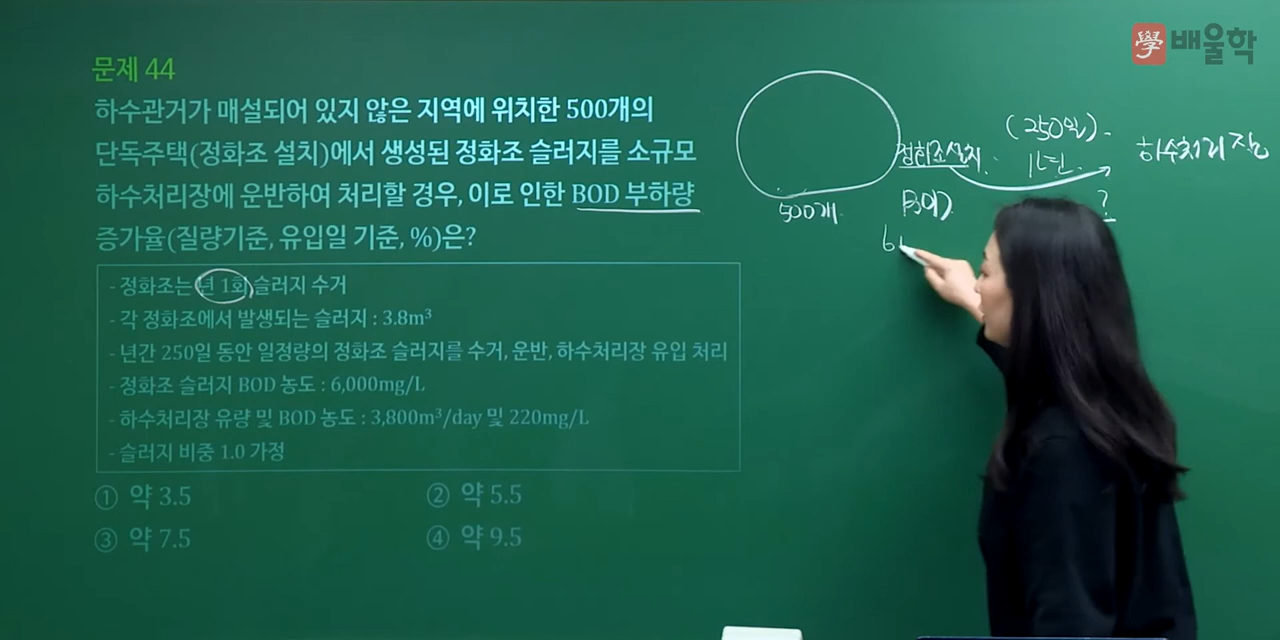 學 배울학
문제 44
하수관거가 매설되어 있지 않은 지역에 위치한 500개의
단독주택(정화조 설치)에서 생성된 정화조 슬러지를 소규모
하수처리장에 운반하여 처리할 경우, 이로 인한 BOD 부하량
증가율(질량기준, 유입일 기준, %)은?
- 정화조는 년 1회 슬러지 수거
- 각 정화조에서 발생되는 슬러지 : 3.8m³
- 년간 250일 동안 일정량의 정화조 슬러지를 수거, 운반, 하수처리장 유입 처리
- 정화조 슬러지 BOD 농도 : 6,000mg/L
- 하수처리장 유량 및 BOD 농도 : 3,800m³/day 및 220mg/L
- 슬러지 비중 1.0 가정
① 약 3.5
② 약 5.5
③ 약 7.5
④ 약 9.5
500개
정화조설치
(250일)
1년
하수처리장
?